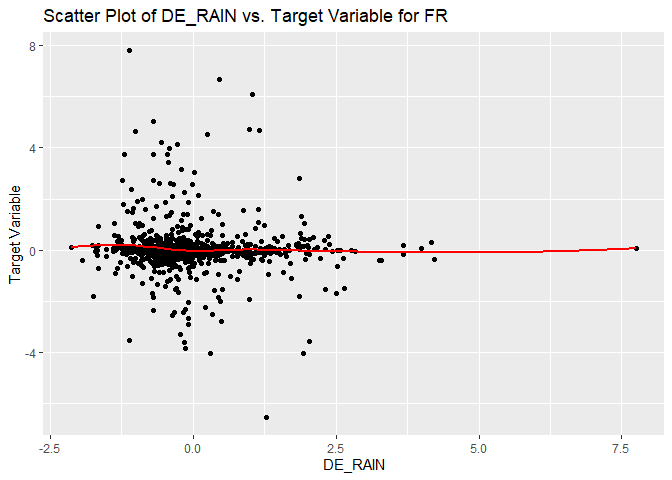 Scatter Plot of DE_RAIN vs. Target Variable for FR
8
4
0
-4
Target Variable
-2.5 0.0 2.5 5.0 7.5
DE_RAIN